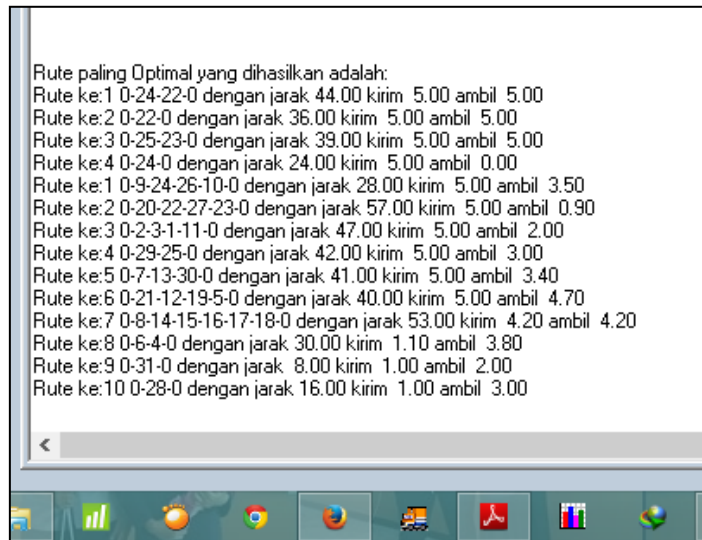 Rute paling Optimal yang dihasilkan adalah:
Rute ke:1 0-24-22-0 dengan jarak 44.00 kirim 5.00 ambil 5.00
Rute ke:2 0-22-0 dengan jarak 36.00 kirim 5.00 ambil 5.00
Rute ke:3 0-25-23-0 dengan jarak 39.00 kirim 5.00 ambil 5.00
Rute ke:4 0-24-0 dengan jarak 24.00 kirim 5.00 ambil 0.00
Rute ke:1 0-9-24-26-10-0 dengan jarak 28.00 kirim 5.00 ambil 3.50
Rute ke:2 0-20-22-27-23-0 dengan jarak 57.00 kirim 5.00 ambil 0.90
Rute ke:3 0-2-3-1-11-0 dengan jarak 47.00 kirim 5.00 ambil 2.00
Rute ke:4 0-29-25-0 dengan jarak 42.00 kirim 5.00 ambil 3.00
Rute ke:5 0-7-13-30-0 dengan jarak 41.00 kirim 5.00 ambil 3.40
Rute ke:6 0-21-12-19-5-0 dengan jarak 40.00 kirim 5.00 ambil 4.70
Rute ke:7 0-8-14-15-16-17-18-0 dengan jarak 53.00 kirim 4.20 ambil 4.20
Rute ke:8 0-6-4-0 dengan jarak 30.00 kirim 1.10 ambil 3.80
Rute ke:9 0-31-0 dengan jarak 8.00 kirim 1.00 ambil 2.00
Rute ke:10 0-28-0 dengan jarak 16.00 kirim 1.00 ambil 3.00